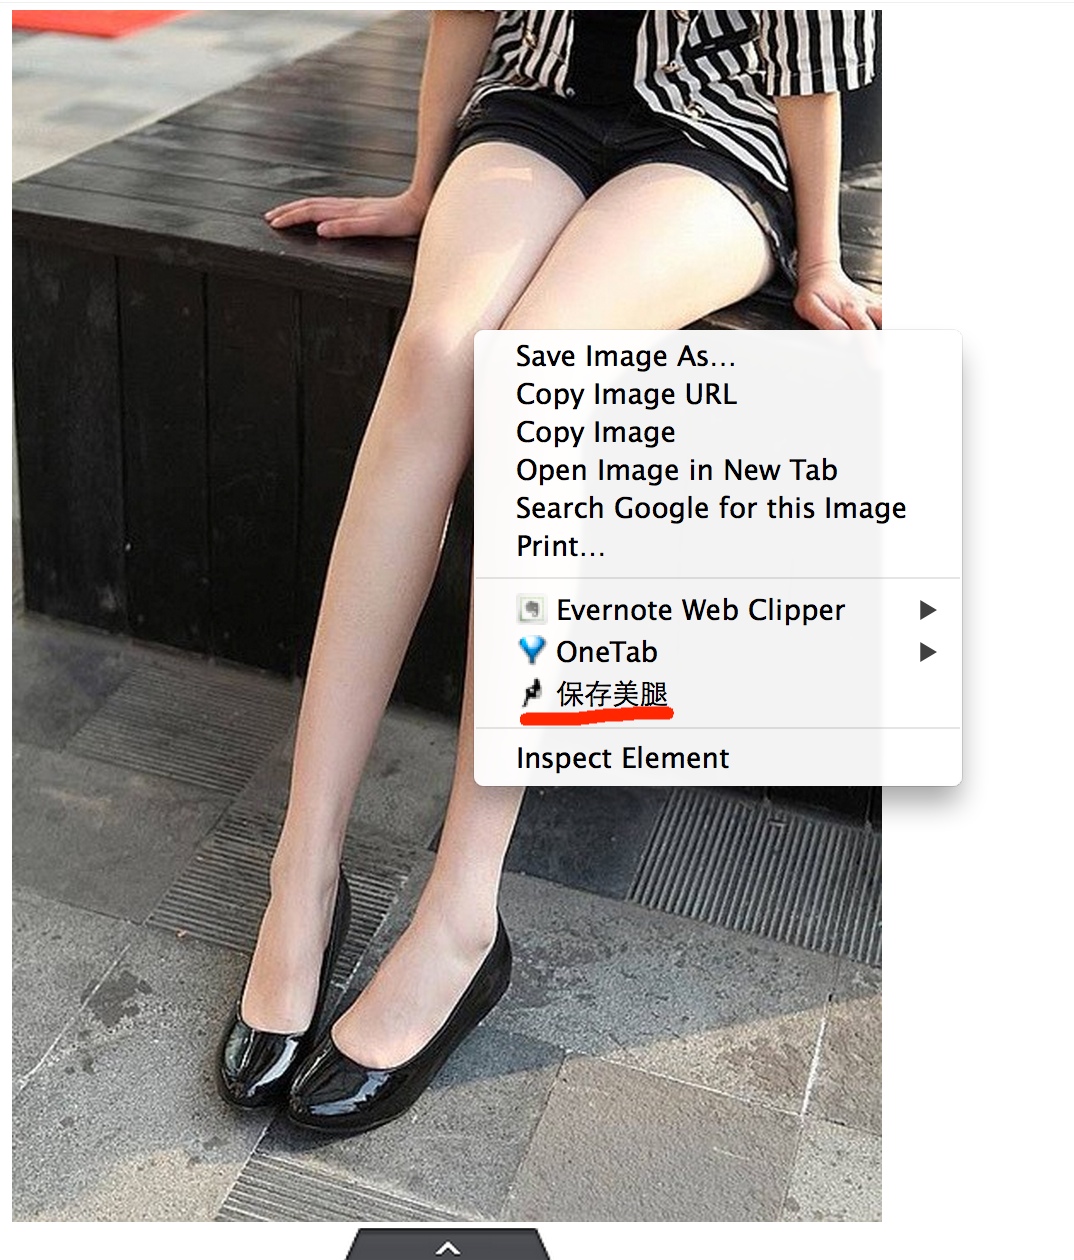 Save Image As…
Copy Image URL
Copy Image
Open Image in New Tab
Search Google for this Image
Print…
Evernote Web Clipper
OneTab
保存美腿
Inspect Element